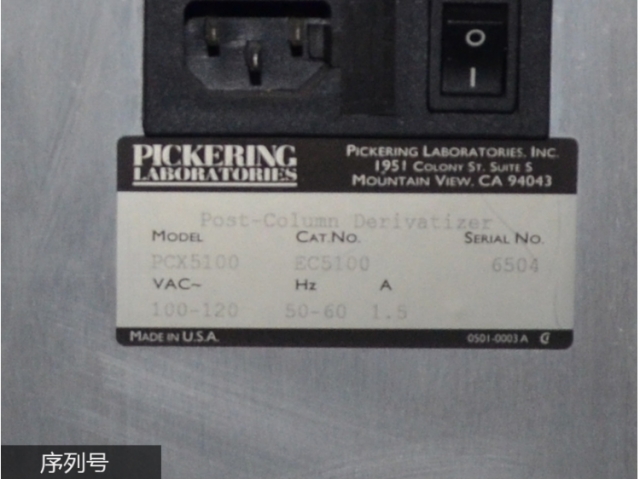 PICKERING LABORATORIES
PICKERING LABORATORIES, INC.
1951 COLONY ST. SUITE S
MOUNTAIN VIEW, CA 94043
Post-Column Derivatizer
MODEL CAT. NO. SERIAL NO.
PCX5100 EC5100 6504
VAC~ Hz A
100-120 50-60 1.5
MADE IN U.S.A. 0501-0003 A
序列号